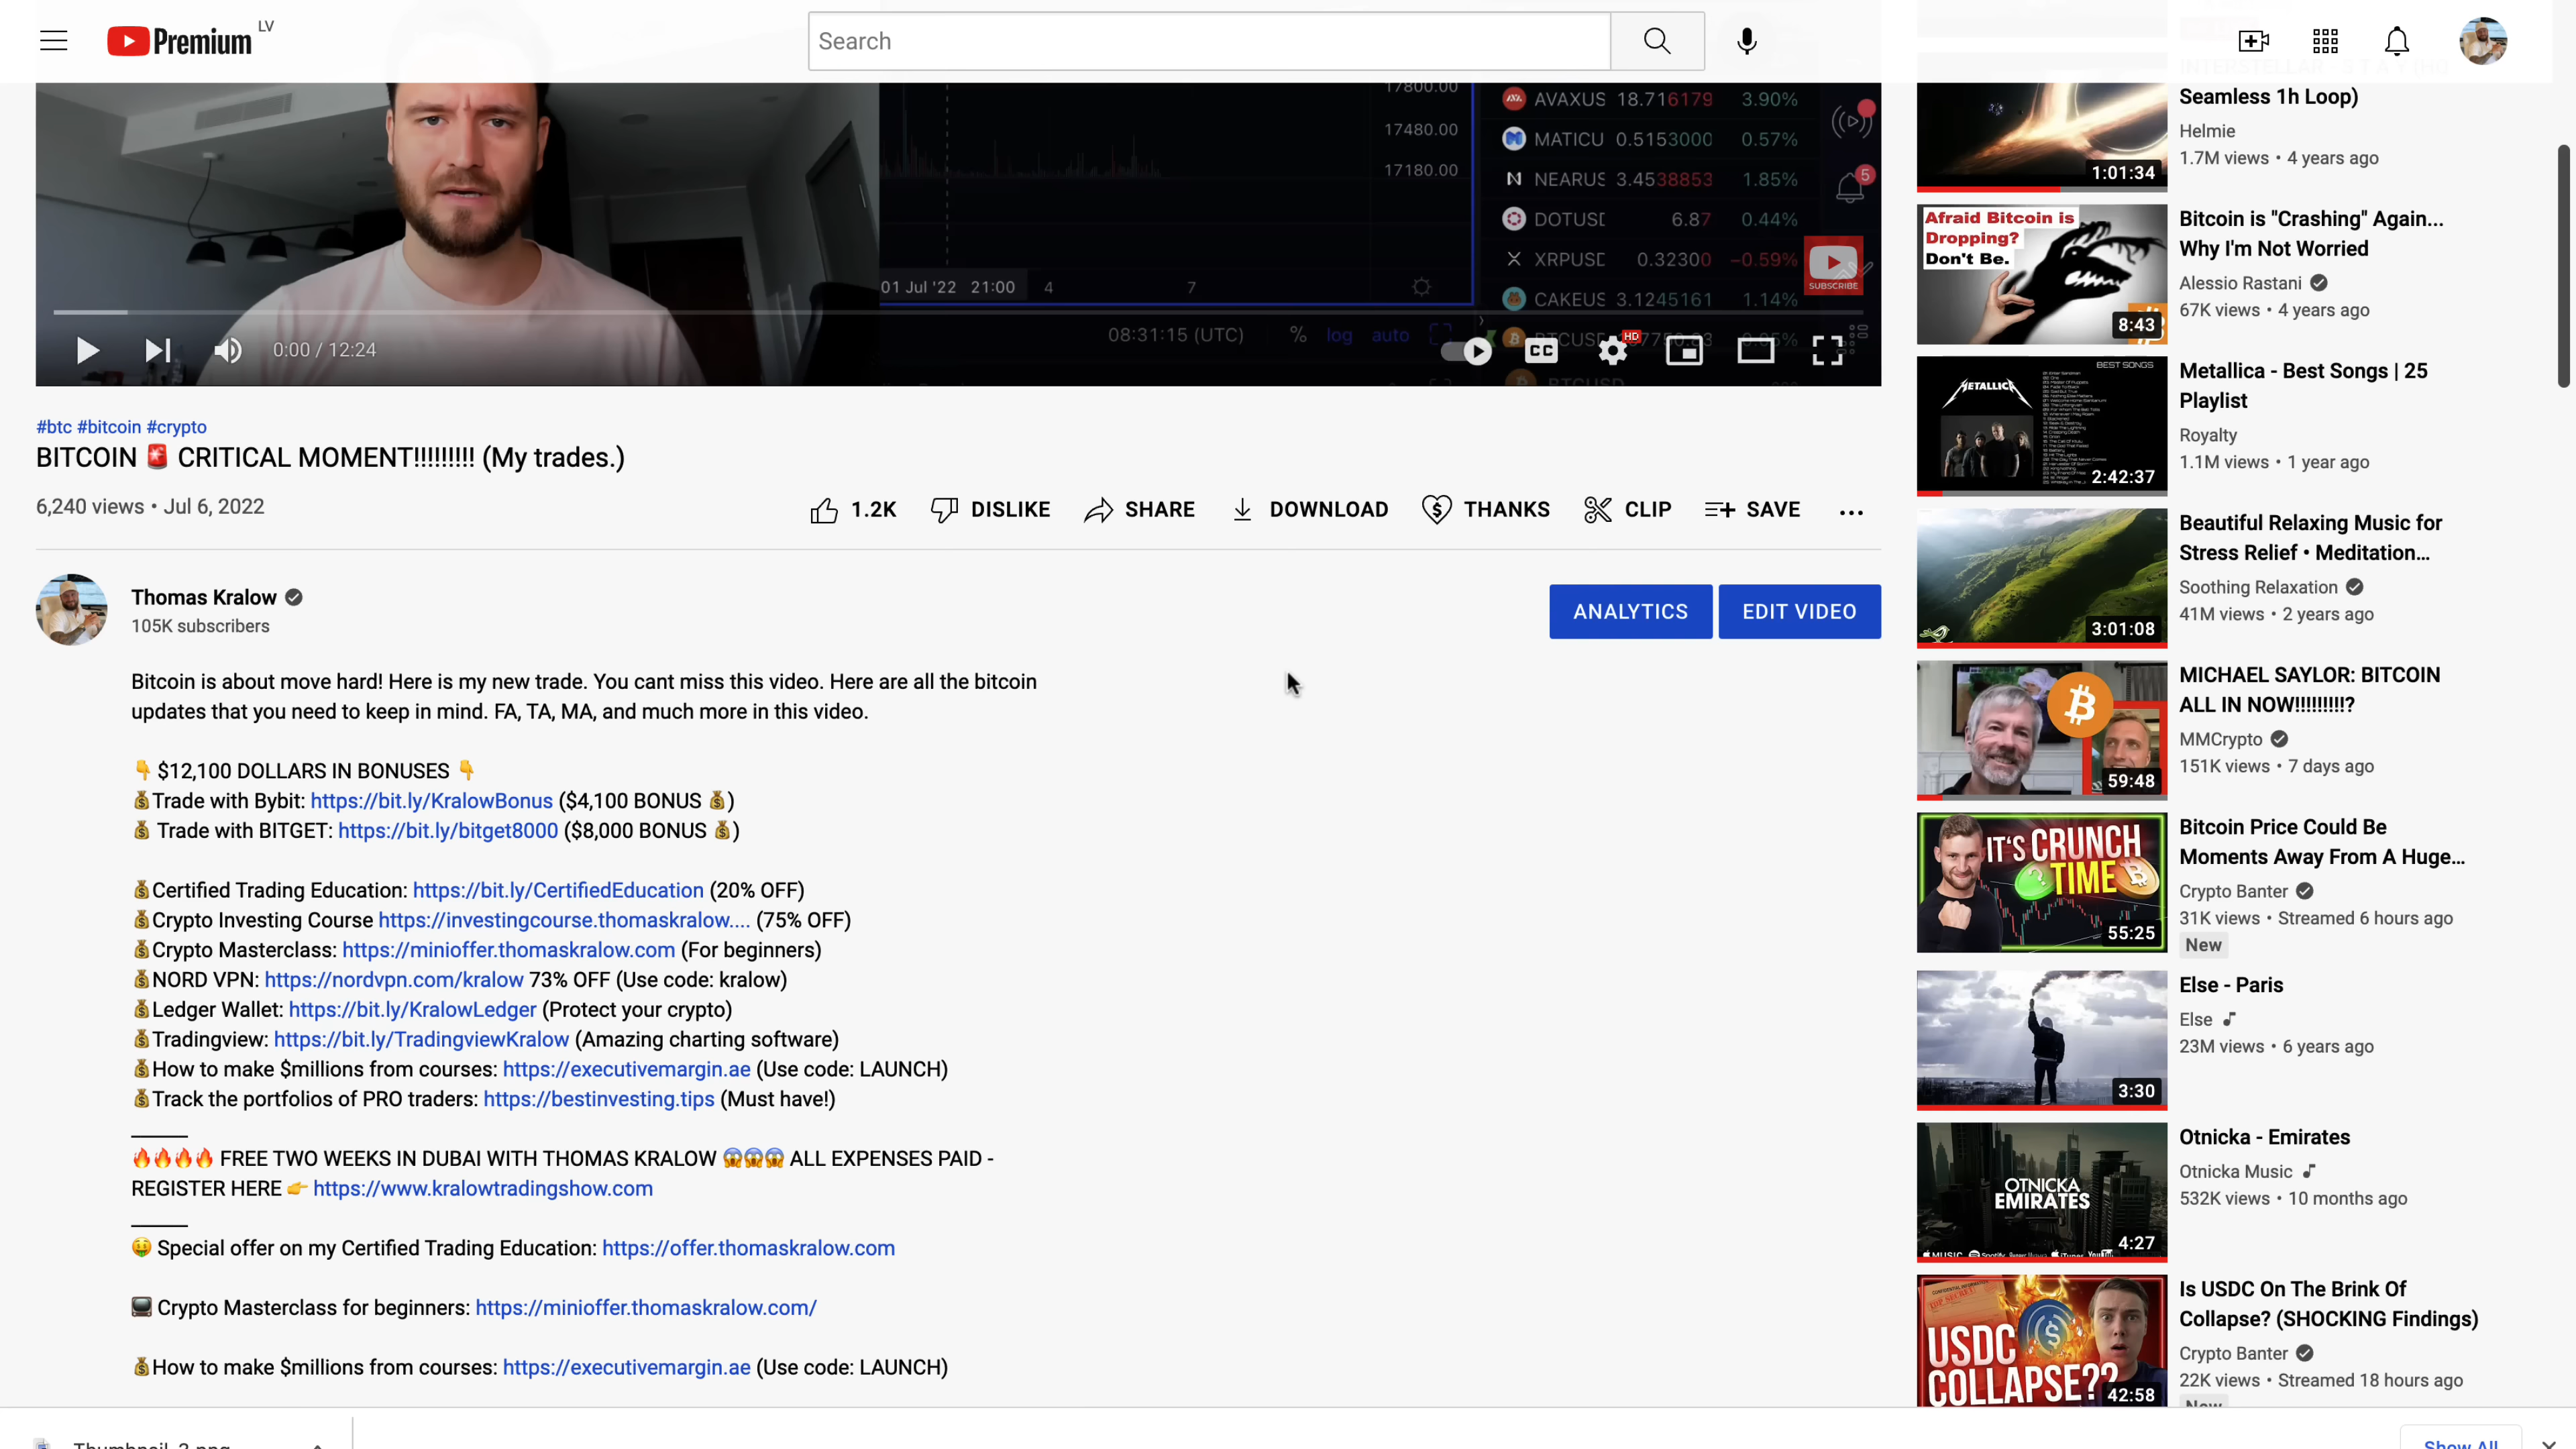 Premium LV
Search
17800.00
17480.00
17180.00
AVAXUS 18.716179 3.90%
MATICU 0.5153000 0.57%
NEARUS 3.4538853 1.85%
DOTUSD 6.87 0.44%
XRPUSD 0.32300 −0.59%
CAKEUS 3.1245161 1.14%
5
SUBSCRIBE
01 Jul '22 21:00 4 7
08:31:15 (UTC) % log auto
0:00 / 12:24
CC
HD
#btc #bitcoin #crypto
BITCOIN 🚨 CRITICAL MOMENT!!!!!!!!! (My trades.)
6,240 views • Jul 6, 2022
1.2K DISLIKE SHARE DOWNLOAD THANKS CLIP SAVE ...
Thomas Kralow
105K subscribers
ANALYTICS EDIT VIDEO
Bitcoin is about move hard! Here is my new trade. You cant miss this video. Here are all the bitcoin
updates that you need to keep in mind. FA, TA, MA, and much more in this video.
👇 $12,100 DOLLARS IN BONUSES 👇
💰Trade with Bybit: https://bit.ly/KralowBonus ($4,100 BONUS 💰)
💰 Trade with BITGET: https://bit.ly/bitget8000 ($8,000 BONUS 💰)
💰Certified Trading Education: https://bit.ly/CertifiedEducation (20% OFF)
💰Crypto Investing Course https://investingcourse.thomaskralow.... (75% OFF)
💰Crypto Masterclass: https://minioffer.thomaskralow.com (For beginners)
💰NORD VPN: https://nordvpn.com/kralow 73% OFF (Use code: kralow)
💰Ledger Wallet: https://bit.ly/KralowLedger (Protect your crypto)
💰Tradingview: https://bit.ly/TradingviewKralow (Amazing charting software)
💰How to make $millions from courses: https://executivemargin.ae (Use code: LAUNCH)
💰Track the portfolios of PRO traders: https://bestinvesting.tips (Must have!)
______
🔥🔥🔥🔥 FREE TWO WEEKS IN DUBAI WITH THOMAS KRALOW 😱😱😱 ALL EXPENSES PAID -
REGISTER HERE 👉 https://www.kralowtradingshow.com
______
🤑 Special offer on my Certified Trading Education: https://offer.thomaskralow.com
📺 Crypto Masterclass for beginners: https://minioffer.thomaskralow.com/
💰How to make $millions from courses: https://executivemargin.ae (Use code: LAUNCH)
Seamless 1h Loop)
Helmie
1.7M views • 4 years ago
1:01:34
Afraid Bitcoin is
Dropping?
Don't Be.
8:43
Bitcoin is "Crashing" Again...
Why I'm Not Worried
Alessio Rastani
67K views • 4 years ago
METALLICA
BEST SONGS
2:42:37
Metallica - Best Songs | 25
Playlist
Royalty
1.1M views • 1 year ago
3:01:08
Beautiful Relaxing Music for
Stress Relief • Meditation...
Soothing Relaxation
41M views • 2 years ago
59:48
MICHAEL SAYLOR: BITCOIN
ALL IN NOW!!!!!!!!!?
MMCrypto
151K views • 7 days ago
IT'S CRUNCH
TIME
55:25
Bitcoin Price Could Be
Moments Away From A Huge...
Crypto Banter
31K views • Streamed 6 hours ago
New
3:30
Else - Paris
Else
23M views • 6 years ago
OTNICKA
EMIRATES
4:27
Otnicka - Emirates
Otnicka Music
532K views • 10 months ago
USDC
COLLAPSE??
42:58
Is USDC On The Brink Of
Collapse? (SHOCKING Findings)
Crypto Banter
22K views • Streamed 18 hours ago
New
Show All